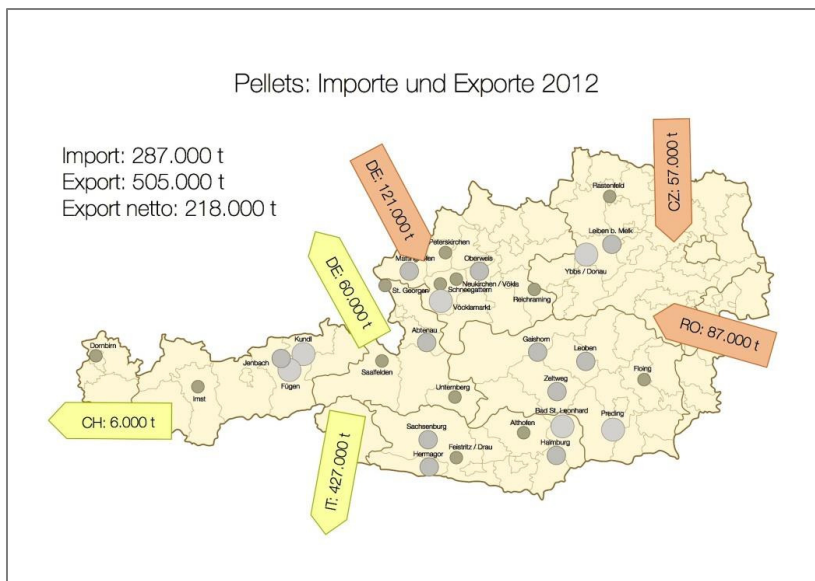 Pellets: Importe und Exporte 2012
Import: 287.000 t
Export: 505.000 t
Export netto: 218.000 t
DE: 121.000 t
CZ: 57.000 t
DE: 60.000 t
RO: 87.000 t
CH: 6.000 t
IT: 427.000 t
Rastenfeld
Leiben b. Melk
Ybbs / Donau
Peterskirchen
Oberweis
Neukirchen / Vökls
St. Georgen
Schneegattern
Vöcklamarkt
Reichraming
Abtenau
Gaishorn
Leoben
Kundl
Dornbirn
Jenbach
Saalfelden
Floing
Imst
Fügen
Unternberg
Zeltweg
Bad St. Leonhard
Preding
Sachsenburg
Althofen
Hermagor
Feistritz / Drau
Haimburg